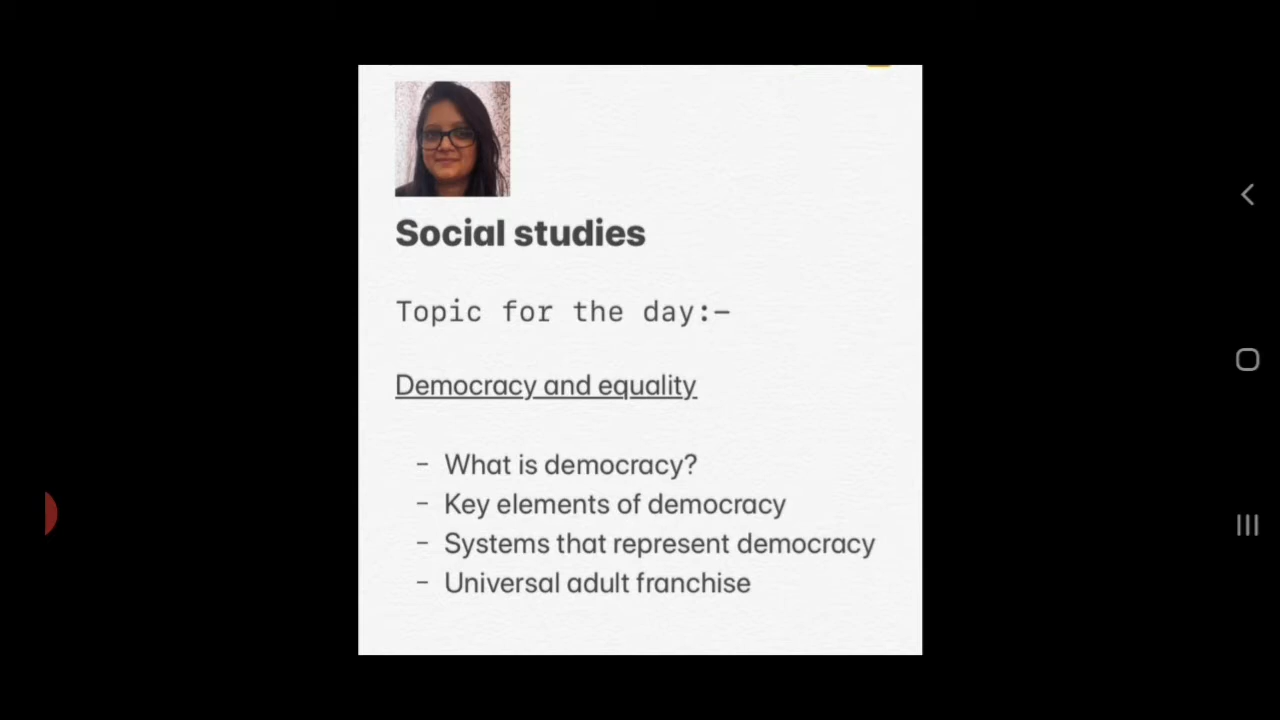 Social studies
Topic for the day:-
Democracy and equality
- What is democracy?
- Key elements of democracy
- Systems that represent democracy
- Universal adult franchise